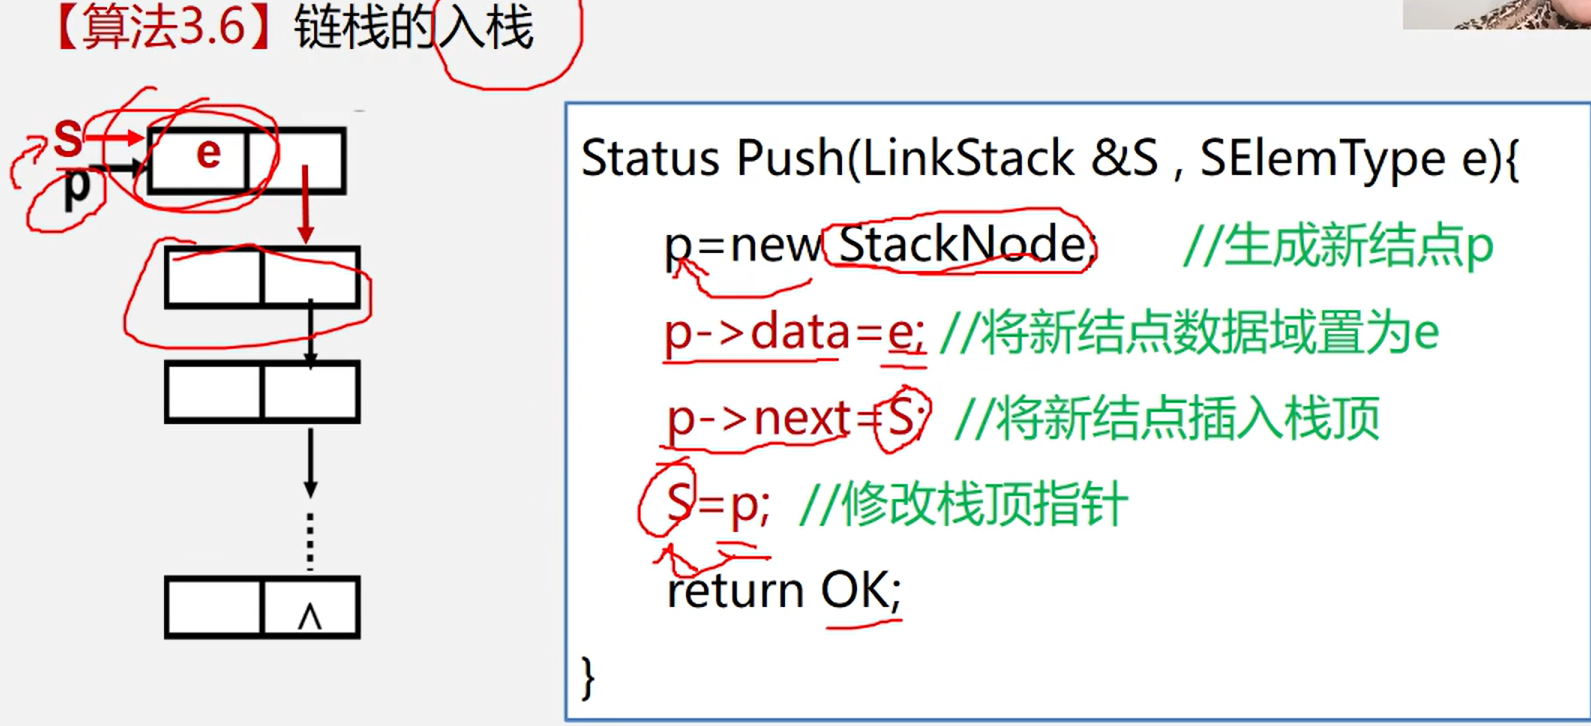 【算法3.6】链栈的入栈
S
p
e
∧
Status Push(LinkStack &S , SElemType e){
p=new StackNode; //生成新结点p
p->data=e; //将新结点数据域置为e
p->next=S; //将新结点插入栈顶
S=p; //修改栈顶指针
return OK;
}